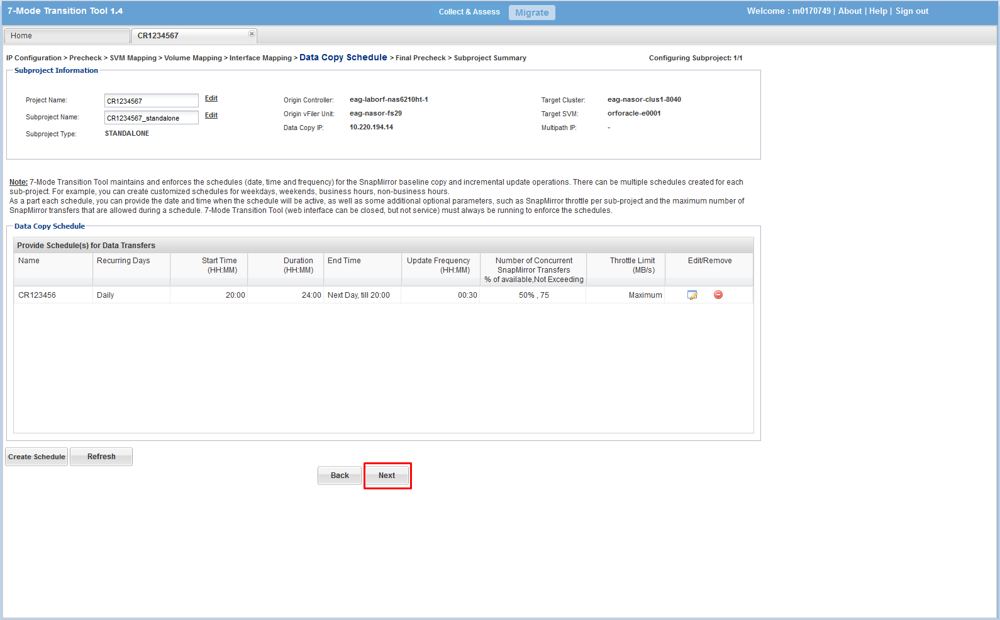 7-Mode Transition Tool 1.4
Collect & Assess
Migrate
Welcome : m0170749 | About | Help | Sign out
Home
CR1234567
IP Configuration > Precheck > SVM Mapping > Volume Mapping > Interface Mapping > Data Copy Schedule > Final Precheck > Subproject Summary
Configuring Subproject: 1/1
Subproject Information
Project Name:
CR1234567
Edit
Subproject Name:
CR1234567_standalone
Edit
Subproject Type:
STANDALONE
Origin Controller:
eag-laborf-nas6210ht-1
Origin vFiler Unit:
eag-nasor-fs29
Data Copy IP:
10.220.194.14
Target Cluster:
eag-nasor-clus1-8040
Target SVM:
orforacle-e0001
Multipath IP:
-
Note: 7-Mode Transition Tool maintains and enforces the schedules (date, time and frequency) for the SnapMirror baseline copy and incremental update operations. There can be multiple schedules created for each
sub-project. For example, you can create customized schedules for weekdays, weekends, business hours, non-business hours.
As a part each schedule, you can provide the date and time when the schedule will be active, as well as some additional optional parameters, such as SnapMirror throttle per sub-project and the maximum number of
SnapMirror transfers that are allowed during a schedule. 7-Mode Transition Tool (web interface can be closed, but not service) must always be running to enforce the schedules.
Data Copy Schedule
Provide Schedule(s) for Data Transfers
Name
Recurring Days
Start Time
(HH:MM)
Duration
(HH:MM)
End Time
Update Frequency
(HH:MM)
Number of Concurrent
SnapMirror Transfers
% of available,Not Exceeding
Throttle Limit
(MB/s)
Edit/Remove
CR123456
Daily
20:00
24:00
Next Day, till 20:00
00:30
50% , 75
Maximum
Create Schedule
Refresh
Back
Next